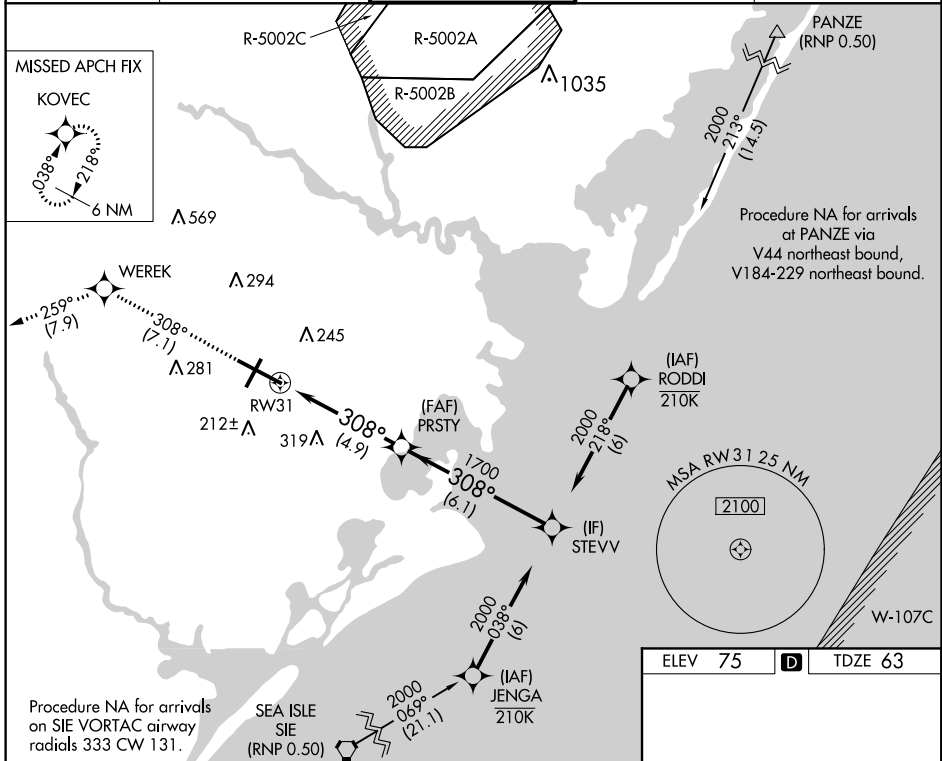 R-5002C
R-5002A
R-5002B
1035
PANZE
(RNP 0.50)
2000
213°
(14.5)
MISSED APCH FIX
KOVEC
038°
218°
6 NM
569
Procedure NA for arrivals
at PANZE via
V44 northeast bound,
V184-229 northeast bound.
WEREK
294
259°
(7.9)
308°
(7.1)
245
281
RW31
212±
319
308°
(4.9)
(FAF)
PRSTY
(IAF)
RODDI
210K
2000
218°
(6)
1700
308°
(6.1)
(IF)
STEVV
MSA RW31 25 NM
2100
W-107C
2000
038°
(6)
(IAF)
JENGA
210K
2000
069°
(21.1)
SEA ISLE
SIE
(RNP 0.50)
Procedure NA for arrivals
on SIE VORTAC airway
radials 333 CW 131.
ELEV 75 D TDZE 63